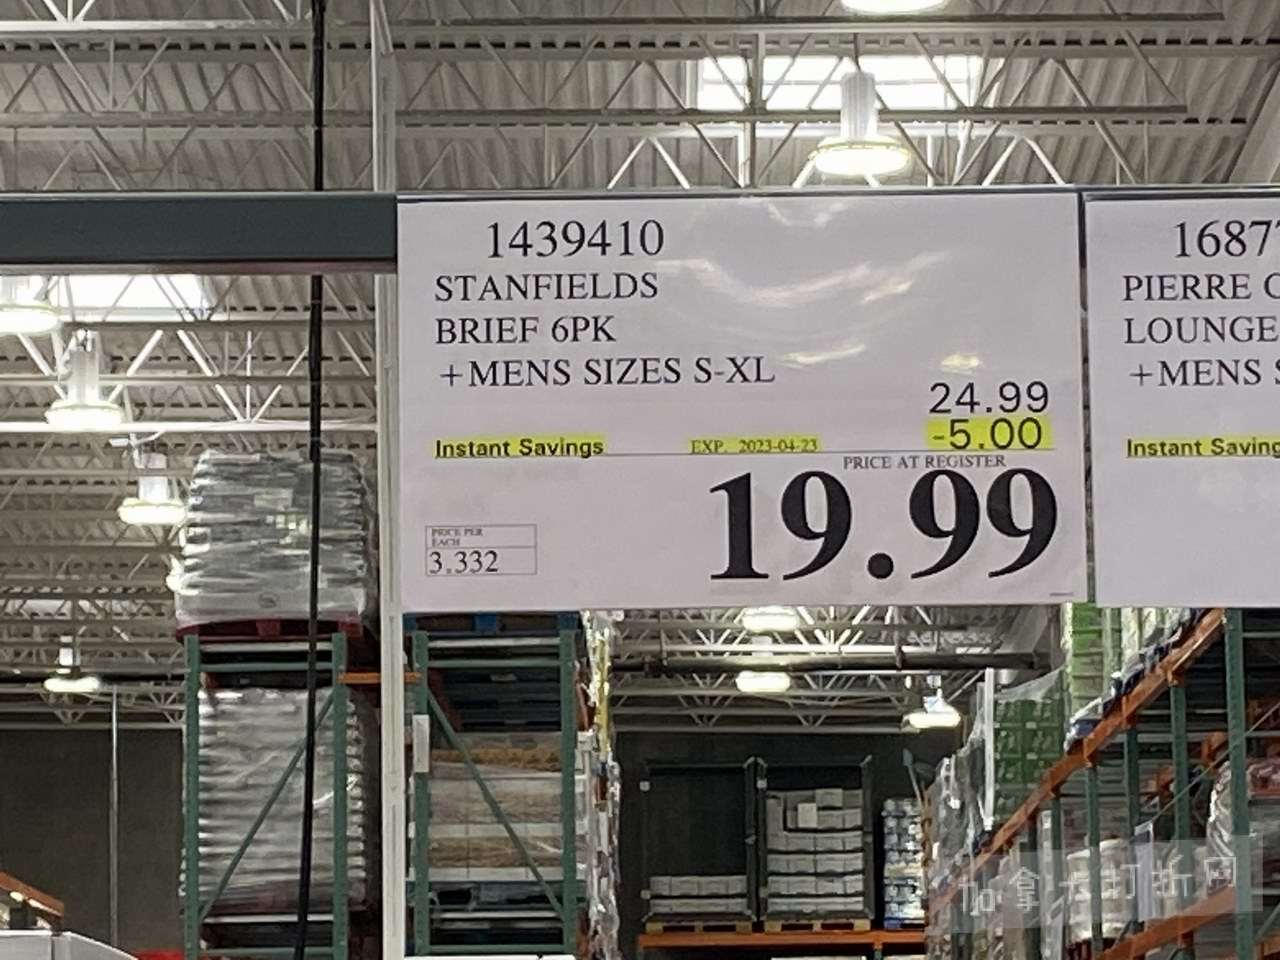 1439410
STANFIELDS
BRIEF 6PK
+MENS SIZES S-XL
24.99
-5.00
Instant Savings EXP. 2023-04-23
PRICE AT REGISTER
19.99
PRICE PER
EACH
3.332
1687
PIERRE
LOUNGE
+MENS
Instant Saving
加拿大打折网